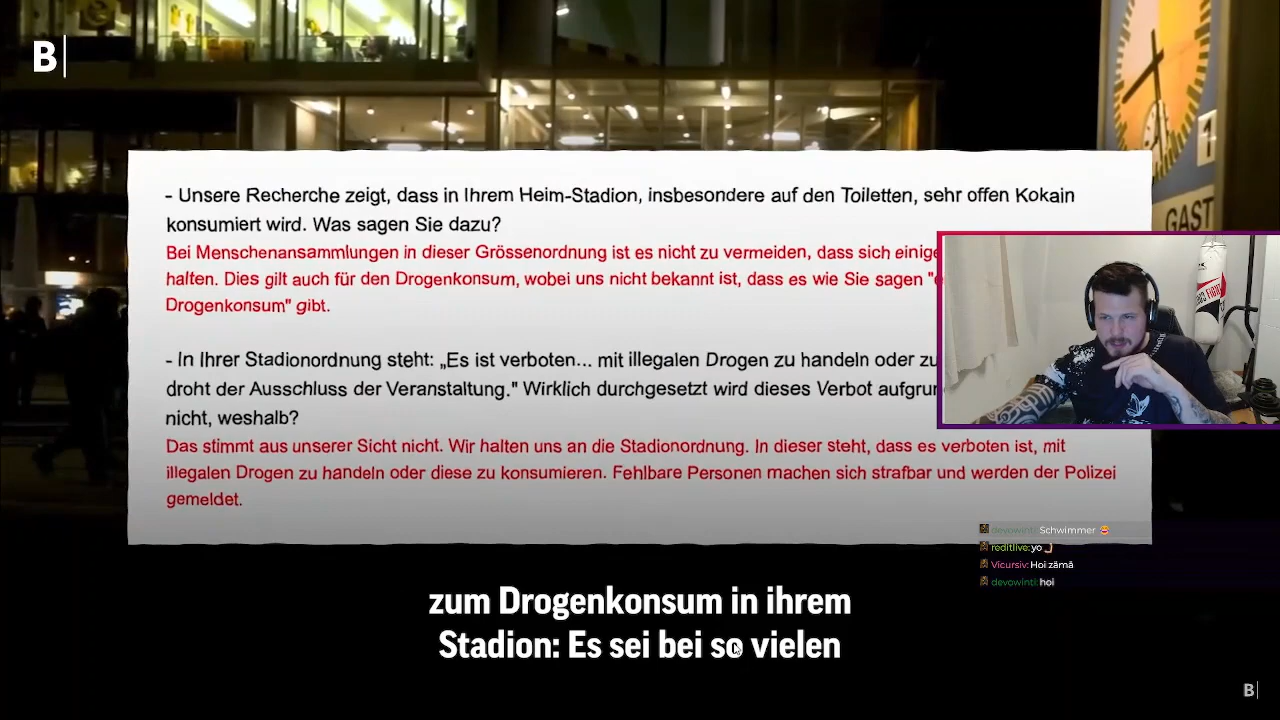 B|
1
GAST
- Unsere Recherche zeigt, dass in Ihrem Heim-Stadion, insbesondere auf den Toiletten, sehr offen Kokain
konsumiert wird. Was sagen Sie dazu?
Bei Menschenansammlungen in dieser Grössenordnung ist es nicht zu vermeiden, dass sich einige
halten. Dies gilt auch für den Drogenkonsum, wobei uns nicht bekannt ist, dass es wie Sie sagen "
Drogenkonsum" gibt.
- In Ihrer Stadionordnung steht: „Es ist verboten... mit illegalen Drogen zu handeln oder zu
droht der Ausschluss der Veranstaltung." Wirklich durchgesetzt wird dieses Verbot
nicht, weshalb?
Das stimmt aus unserer Sicht nicht. Wir halten uns an die Stadionordnung. In dieser steht, dass es verboten ist, mit
illegalen Drogen zu handeln oder diese zu konsumieren. Fehlbare Personen machen sich strafbar und werden der Polizei
gemeldet.
devowinti: Schwimmer
reditlive: yo
Vicursiv: Hoi zämä
devowinti: hoi
zum Drogenkonsum in ihrem
Stadion: Es sei bei so vielen
B|